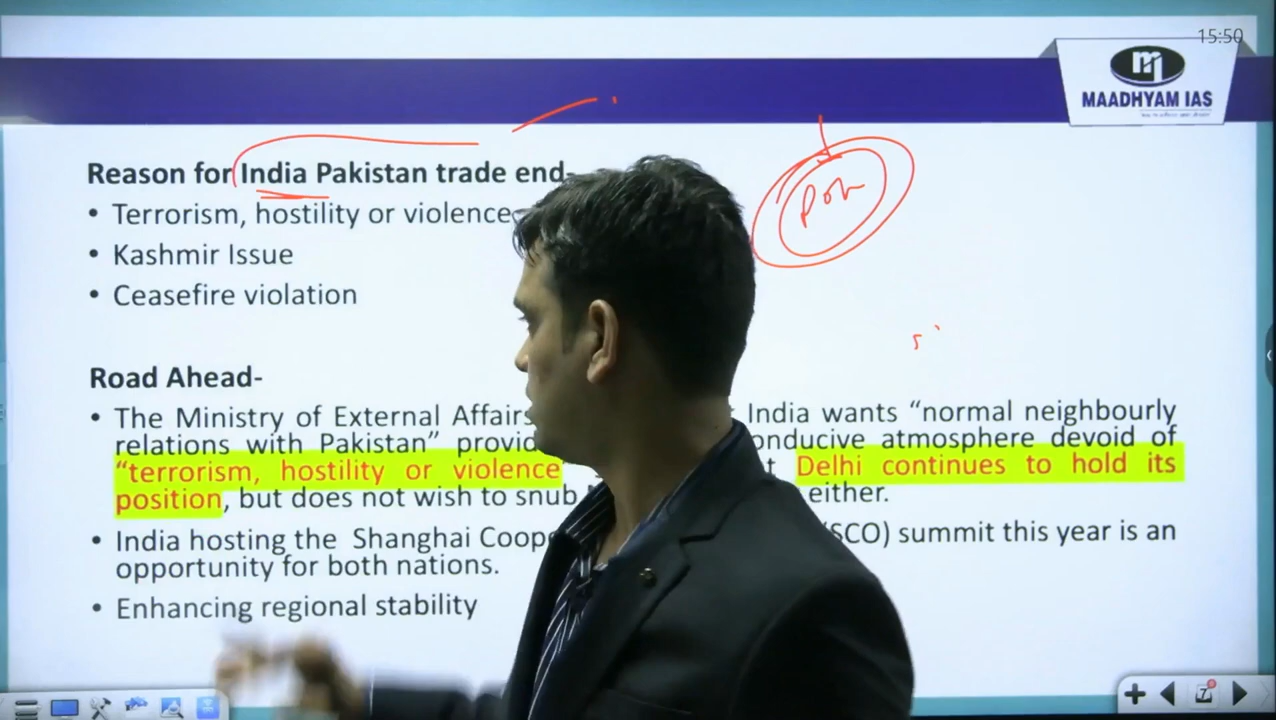 15:50
m
MAADHYAM IAS
Reason for India Pakistan trade end-
• Terrorism, hostility or violence
• Kashmir Issue
• Ceasefire violation
Road Ahead-
• The Ministry of External Affairs India wants “normal neighbourly
relations with Pakistan” conducive atmosphere devoid of
“terrorism, hostility or violence Delhi continues to hold its
position, but does not wish to snub either.
• India hosting the Shanghai (SCO) summit this year is an
opportunity for both nations.
• Enhancing regional stability